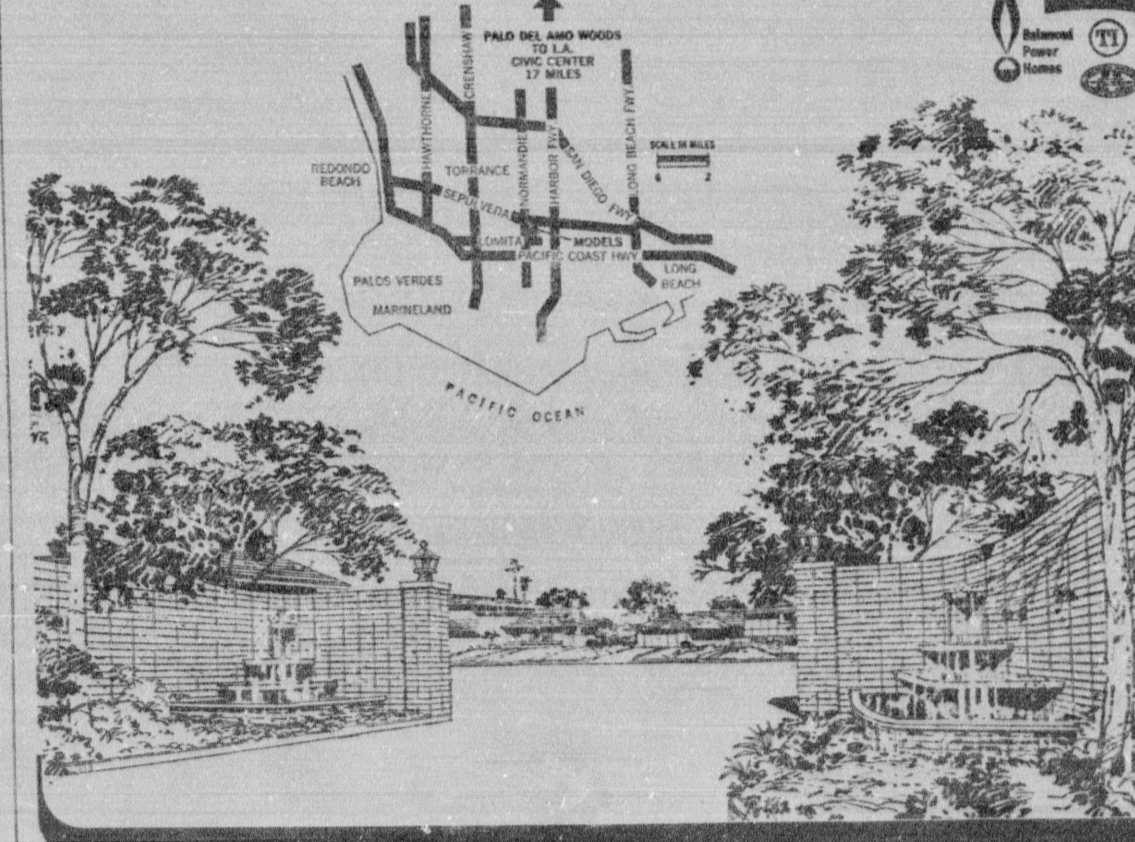 PALO DEL AMO WOODS
TO L.A.
CIVIC CENTER
17 MILES
Balanced
Power
Homes
TI
HAWTHORNE
CRENSHAW
NORMANDIE
HARBOR FWY
SAN DIEGO FWY
LONG BEACH FWY
SCALE IN MILES
2
REDONDO
BEACH
TORRANCE
SEPULVEDA
LOMITA
MODELS
PACIFIC COAST HWY.
LONG
BEACH
PALOS VERDES
MARINELAND
PACIFIC OCEAN